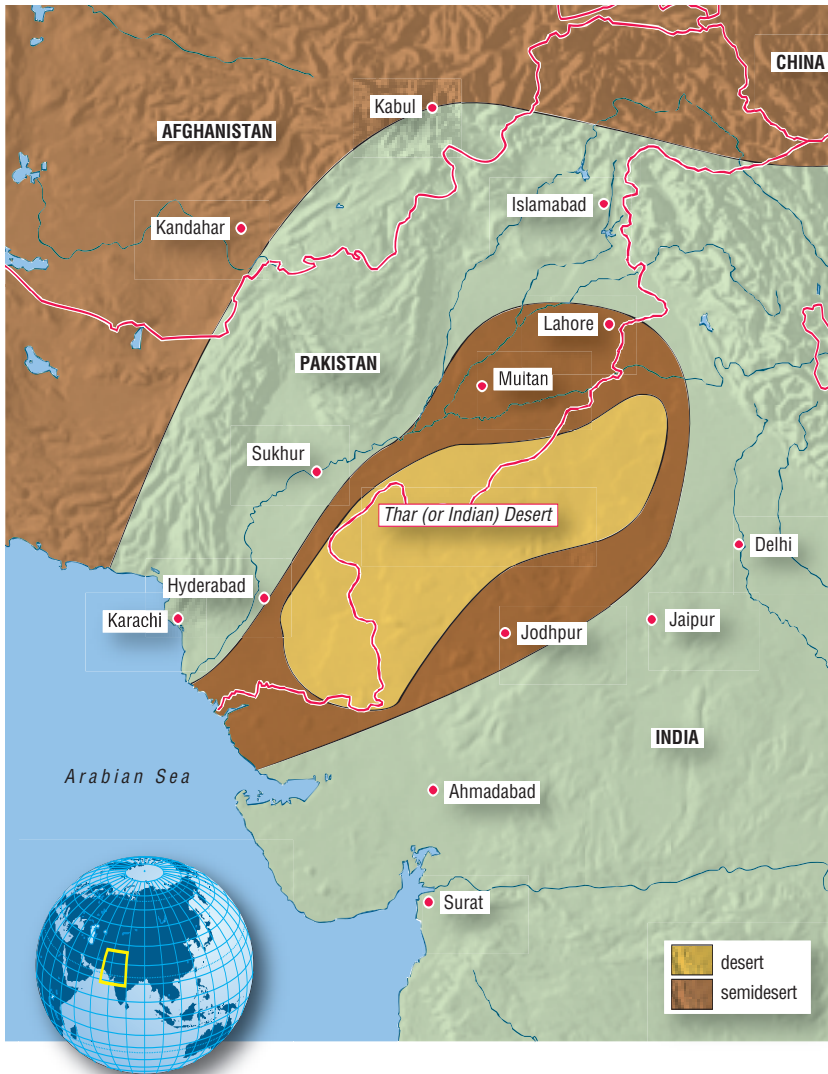 CHINA
Kabul
AFGHANISTAN
Islamabad
Kandahar
Lahore
PAKISTAN
Muitan
Sukhur
Thar (or Indian) Desert
Delhi
Hyderabad
Karachi
Jodhpur
Jaipur
INDIA
Arabian Sea
Ahmadabad
Surat
desert
semidesert